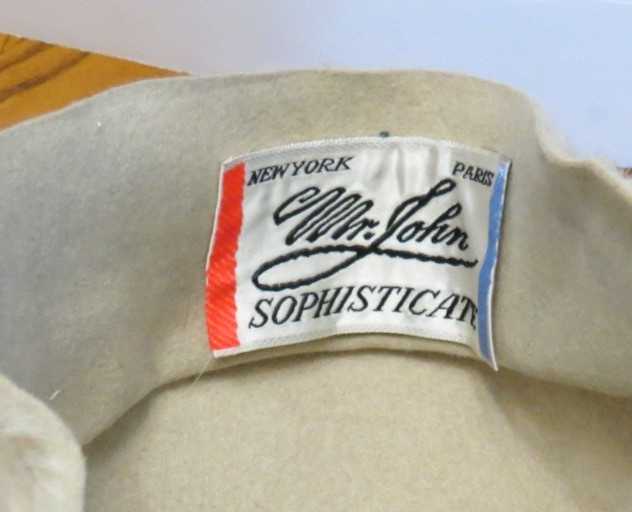 NEW YORK PARIS
Mr. John
SOPHISTICATE